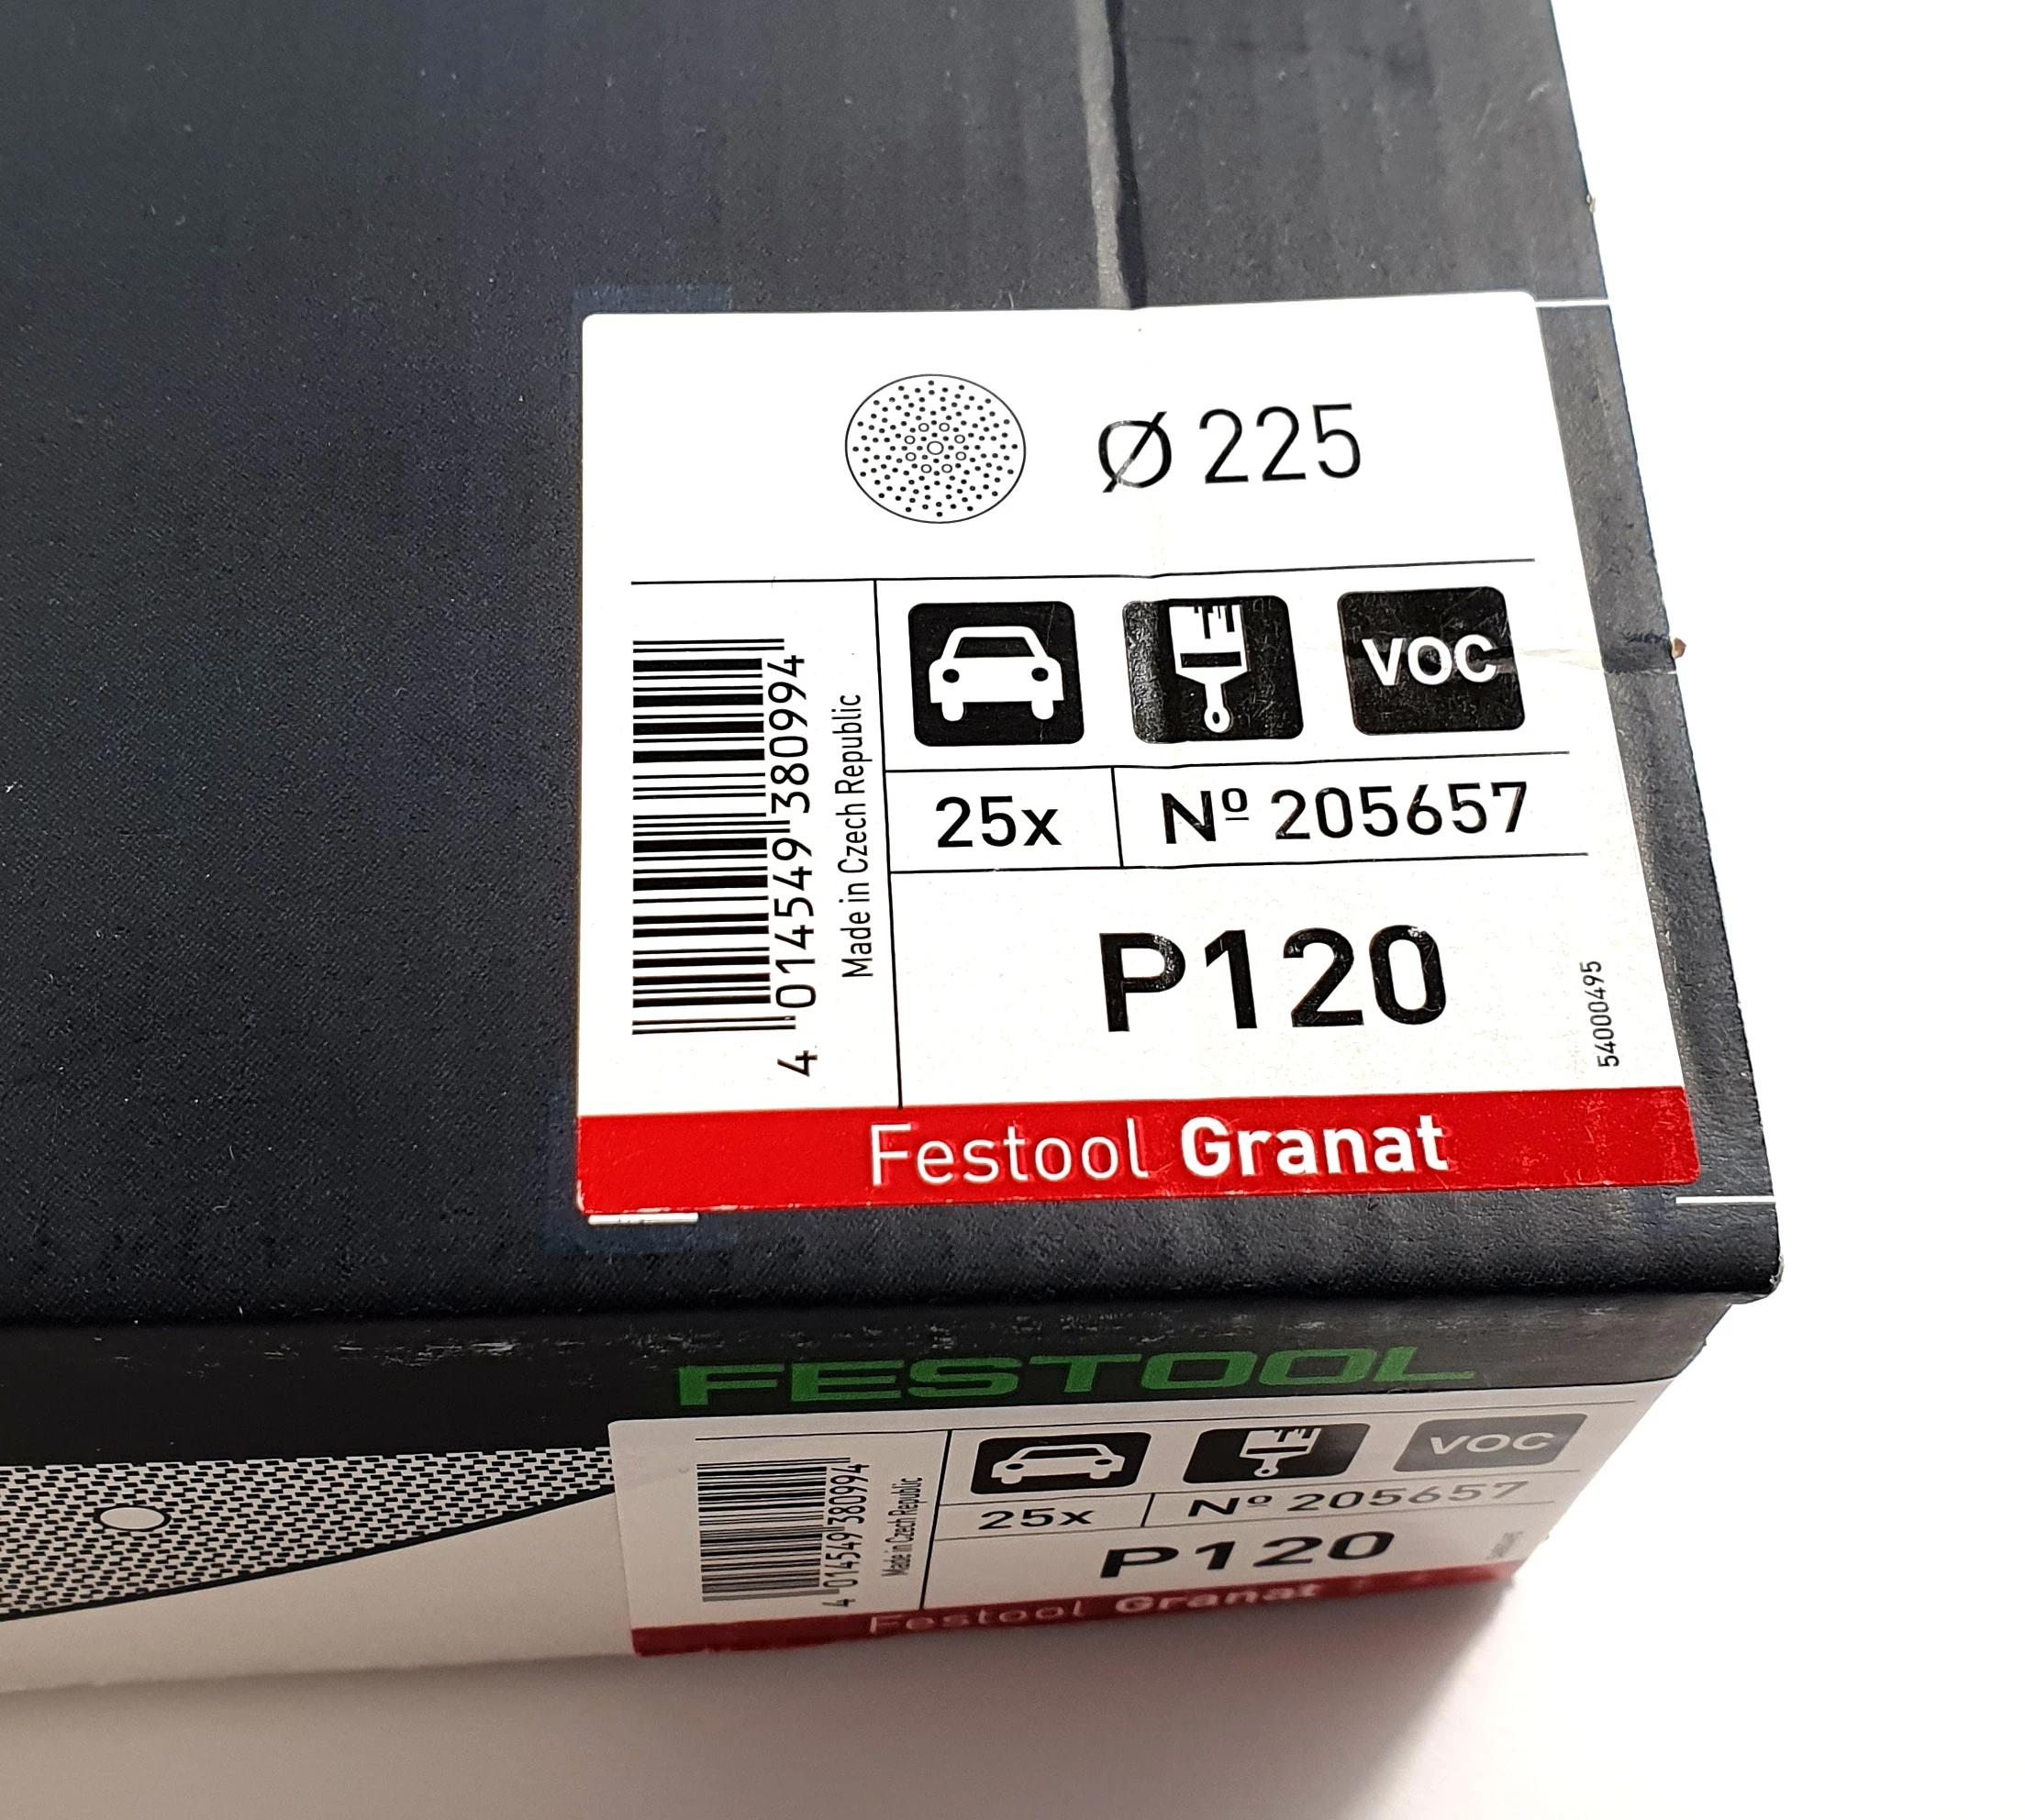 Ø 225
VOC
4 014549 380994
Made in Czech Republic
25x
Nº 205657
P120
54000495
Festool Granat
FESTOOL
VOC
4 014549 380994
Made in Czech Republic
25x
Nº 205657
P120
Festool Granat